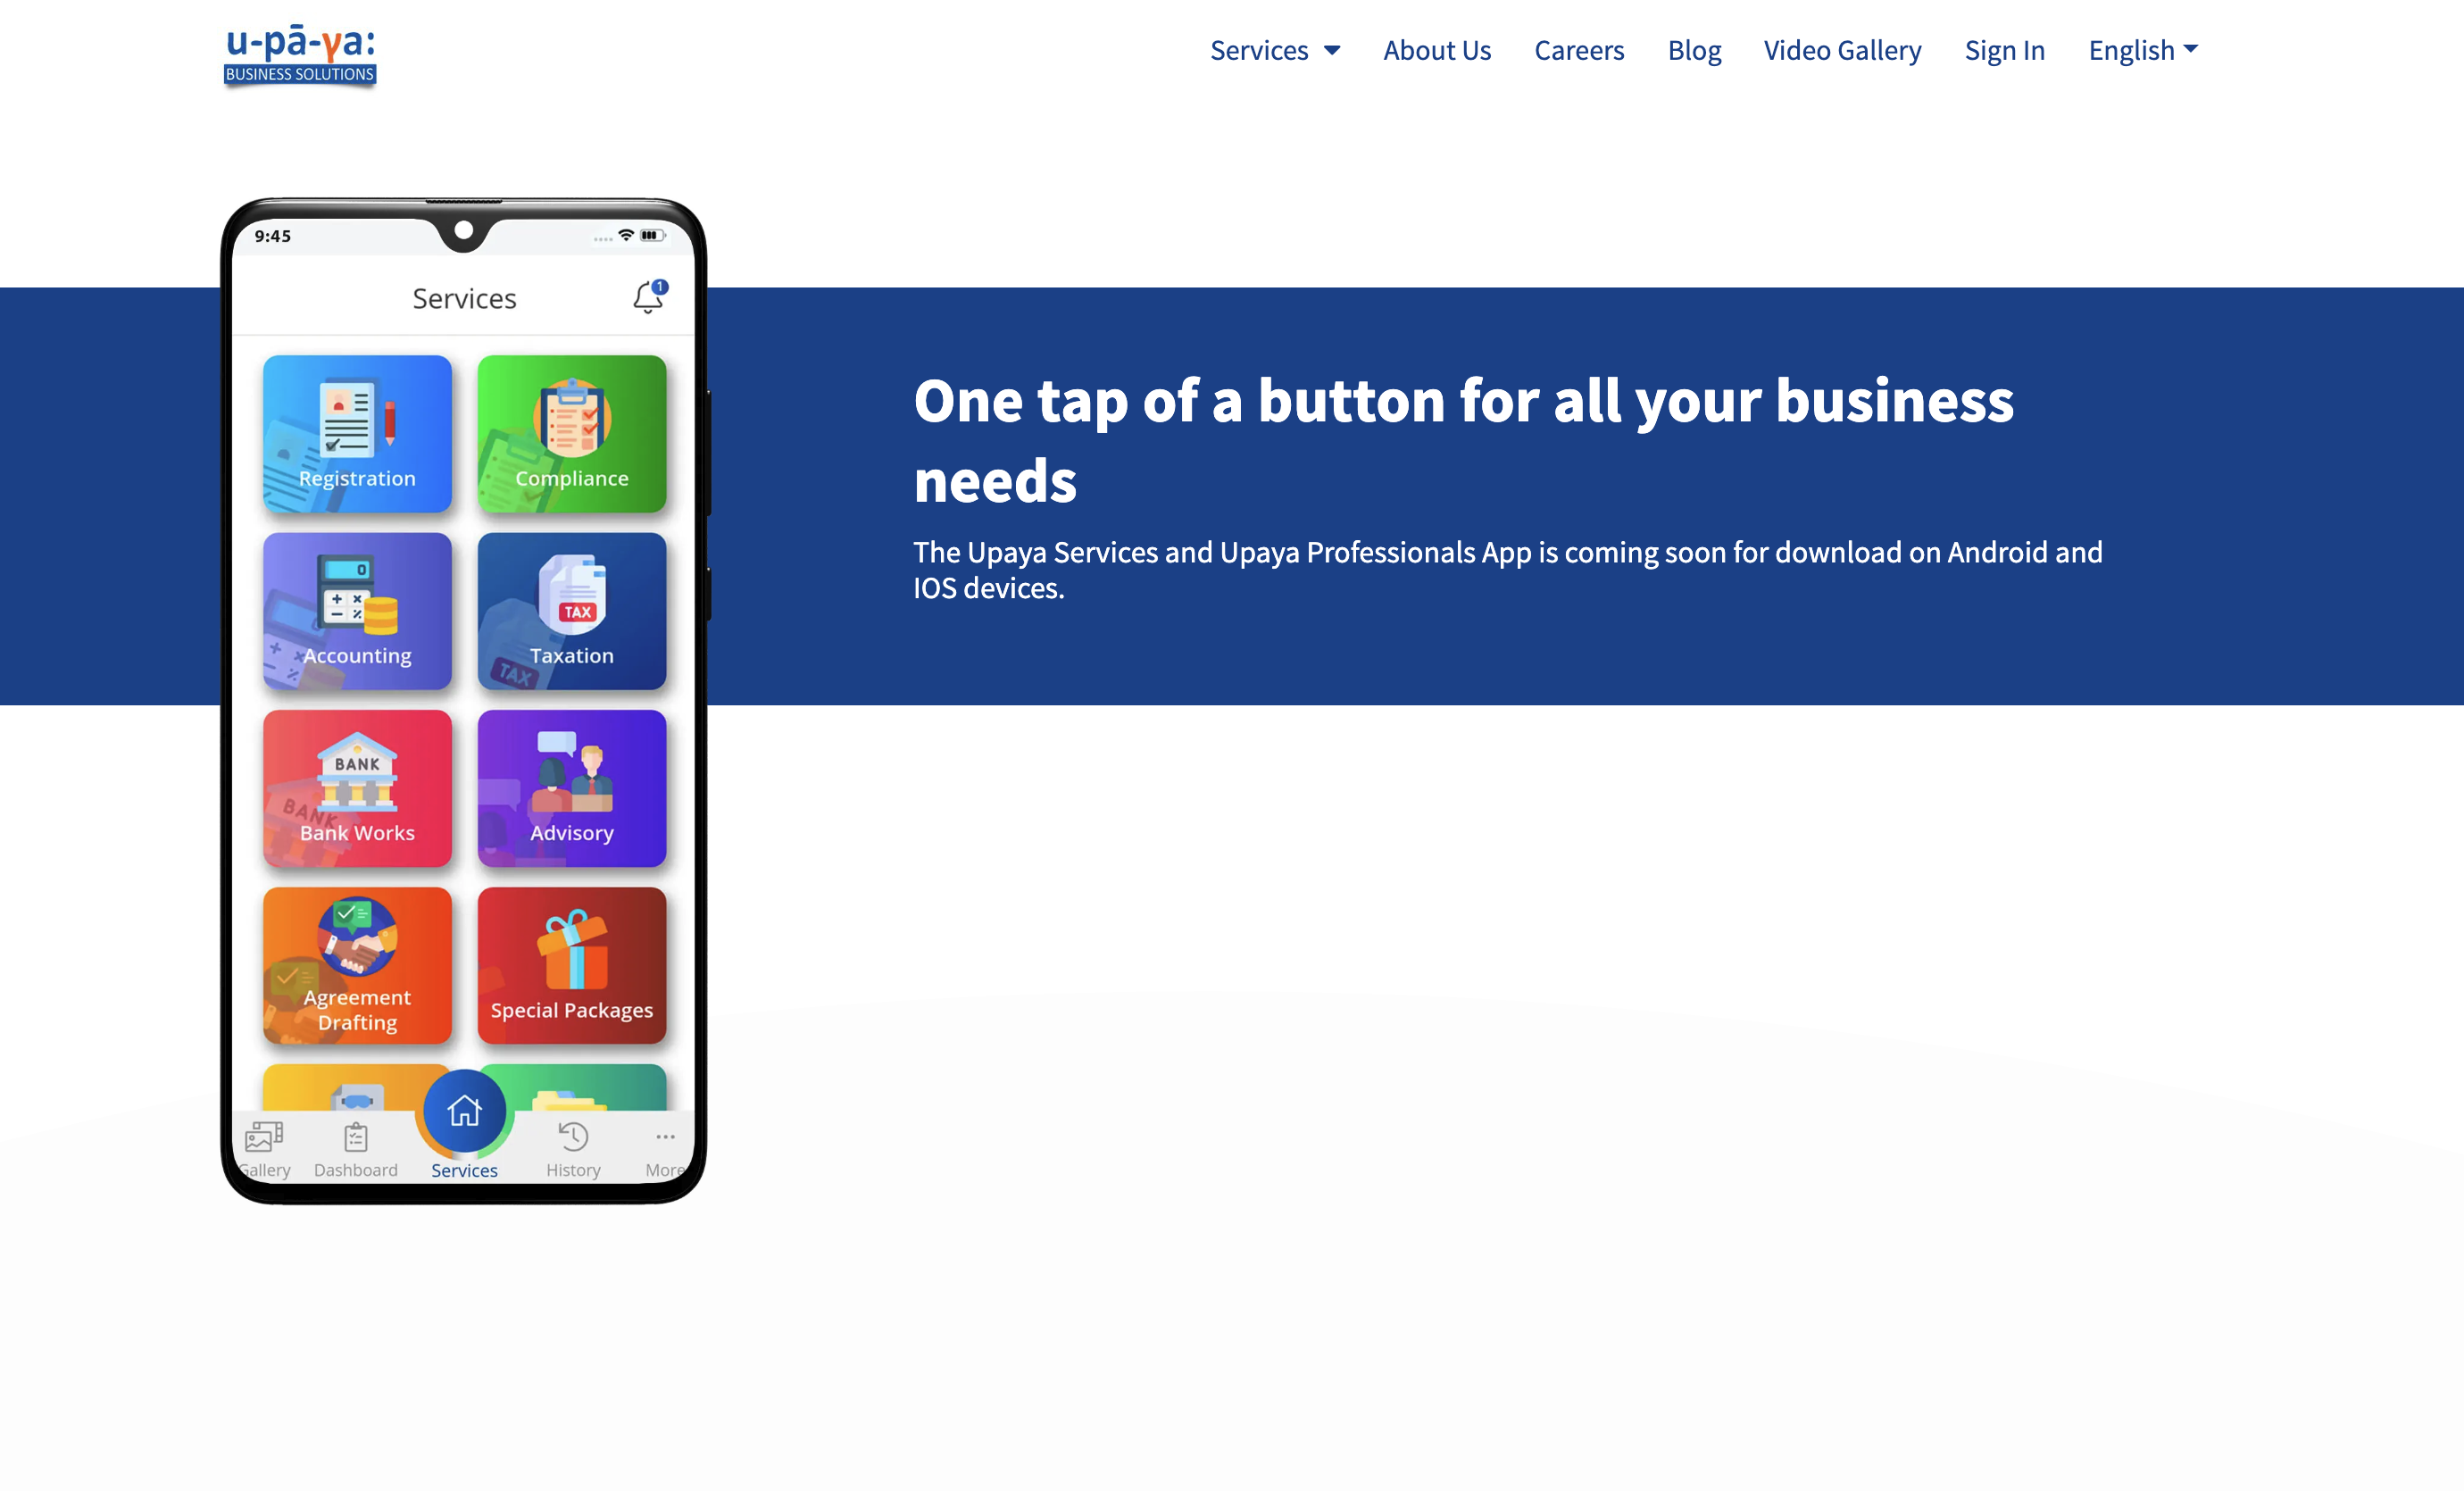 u-pā-ya:
BUSINESS SOLUTIONS
Services
About Us
Careers
Blog
Video Gallery
Sign In
English
9:45
Services
1
Registration
Compliance
0
TAX
TAX
Accounting
Taxation
BANK
BANK
Bank Works
Advisory
Agreement
Drafting
Special Packages
Gallery
Dashboard
Services
History
More
One tap of a button for all your business
needs
The Upaya Services and Upaya Professionals App is coming soon for download on Android and
IOS devices.